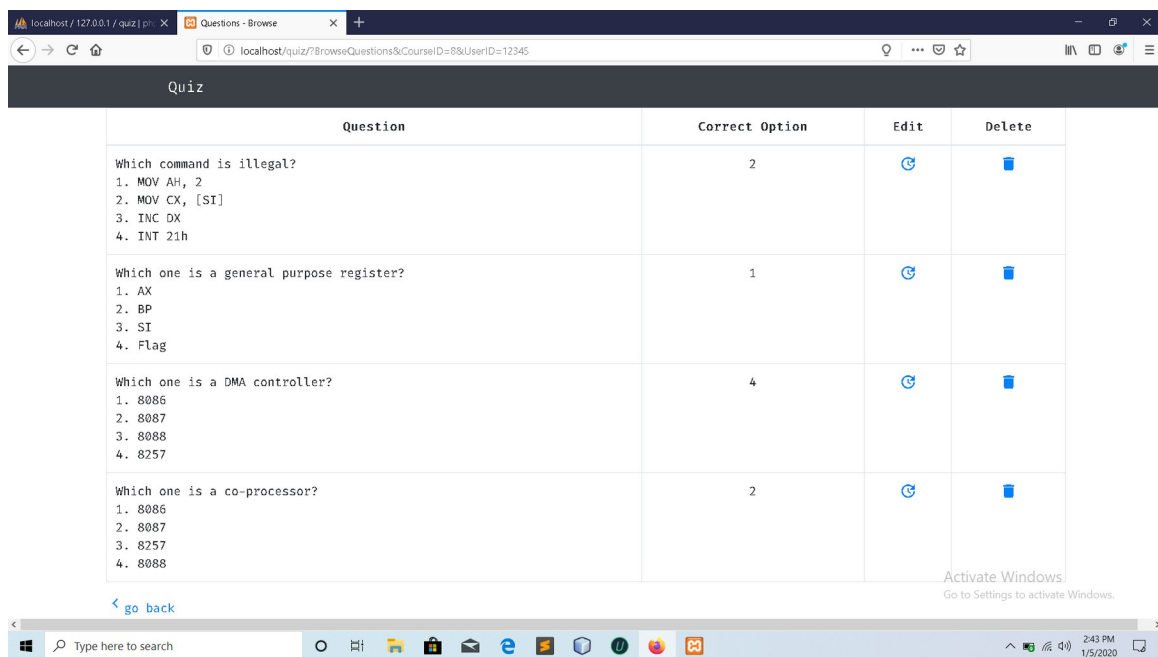 localhost / 127.0.0.1 / quiz | ph
Questions - Browse
localhost/quiz/?BrowseQuestions&CourseID=8&UserID=12345
Quiz
Question Correct Option Edit Delete
Which command is illegal? 2
1. MOV AH, 2
2. MOV CX, [SI]
3. INC DX
4. INT 21h
Which one is a general purpose register? 1
1. AX
2. BP
3. SI
4. Flag
Which one is a DMA controller? 4
1. 8086
2. 8087
3. 8088
4. 8257
Which one is a co-processor? 2
1. 8086
2. 8087
3. 8257
4. 8088
Activate Windows
Go to Settings to activate Windows.
go back
Type here to search
2:43 PM
1/5/2020